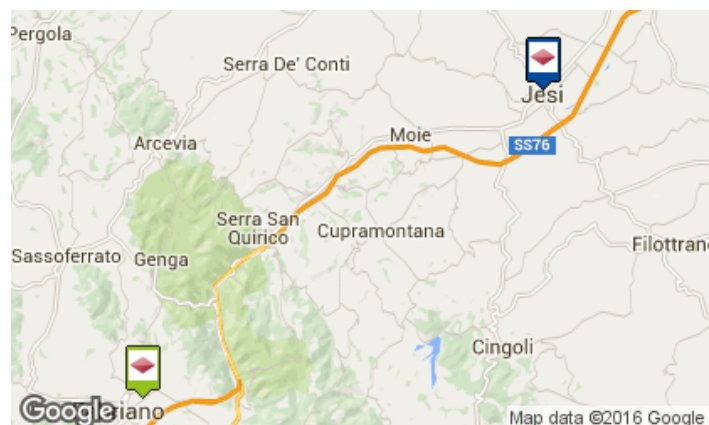 Pergola
Serra De' Conti
Jesi
Moie
Arcevia
SS76
Serra San
Quirico
Cupramontana
Filottrano
Sassoferrato
Genga
Cingoli
Google
Map data ©2016 Google